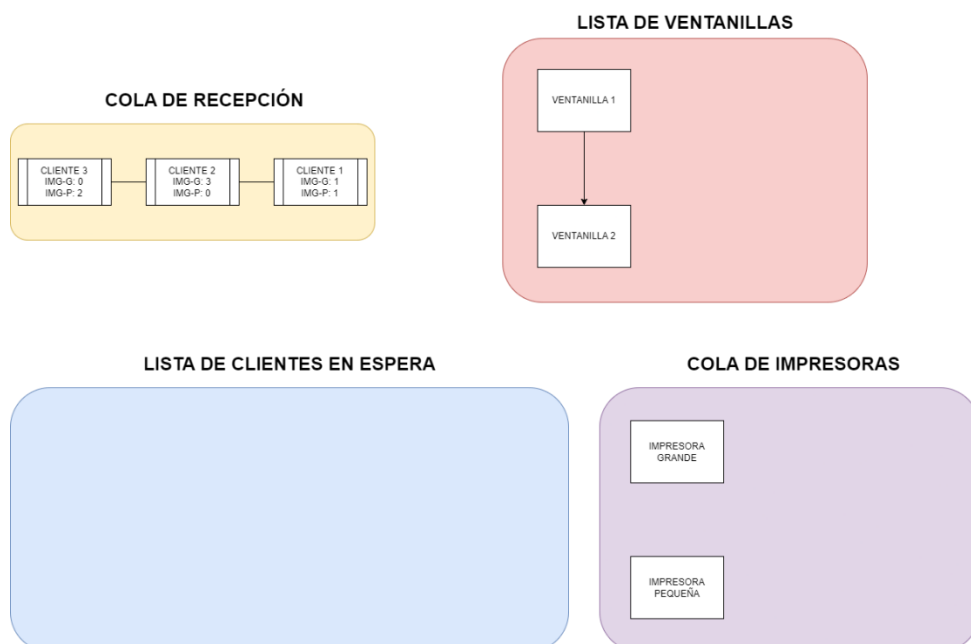 LISTA DE VENTANILLAS
VENTANILLA 1
VENTANILLA 2
COLA DE RECEPCIÓN
CLIENTE 3
IMG-G: 0
IMG-P: 2
CLIENTE 2
IMG-G: 3
IMG-P: 0
CLIENTE 1
IMG-G: 1
IMG-P: 1
LISTA DE CLIENTES EN ESPERA
COLA DE IMPRESORAS
IMPRESORA
GRANDE
IMPRESORA
PEQUEÑA